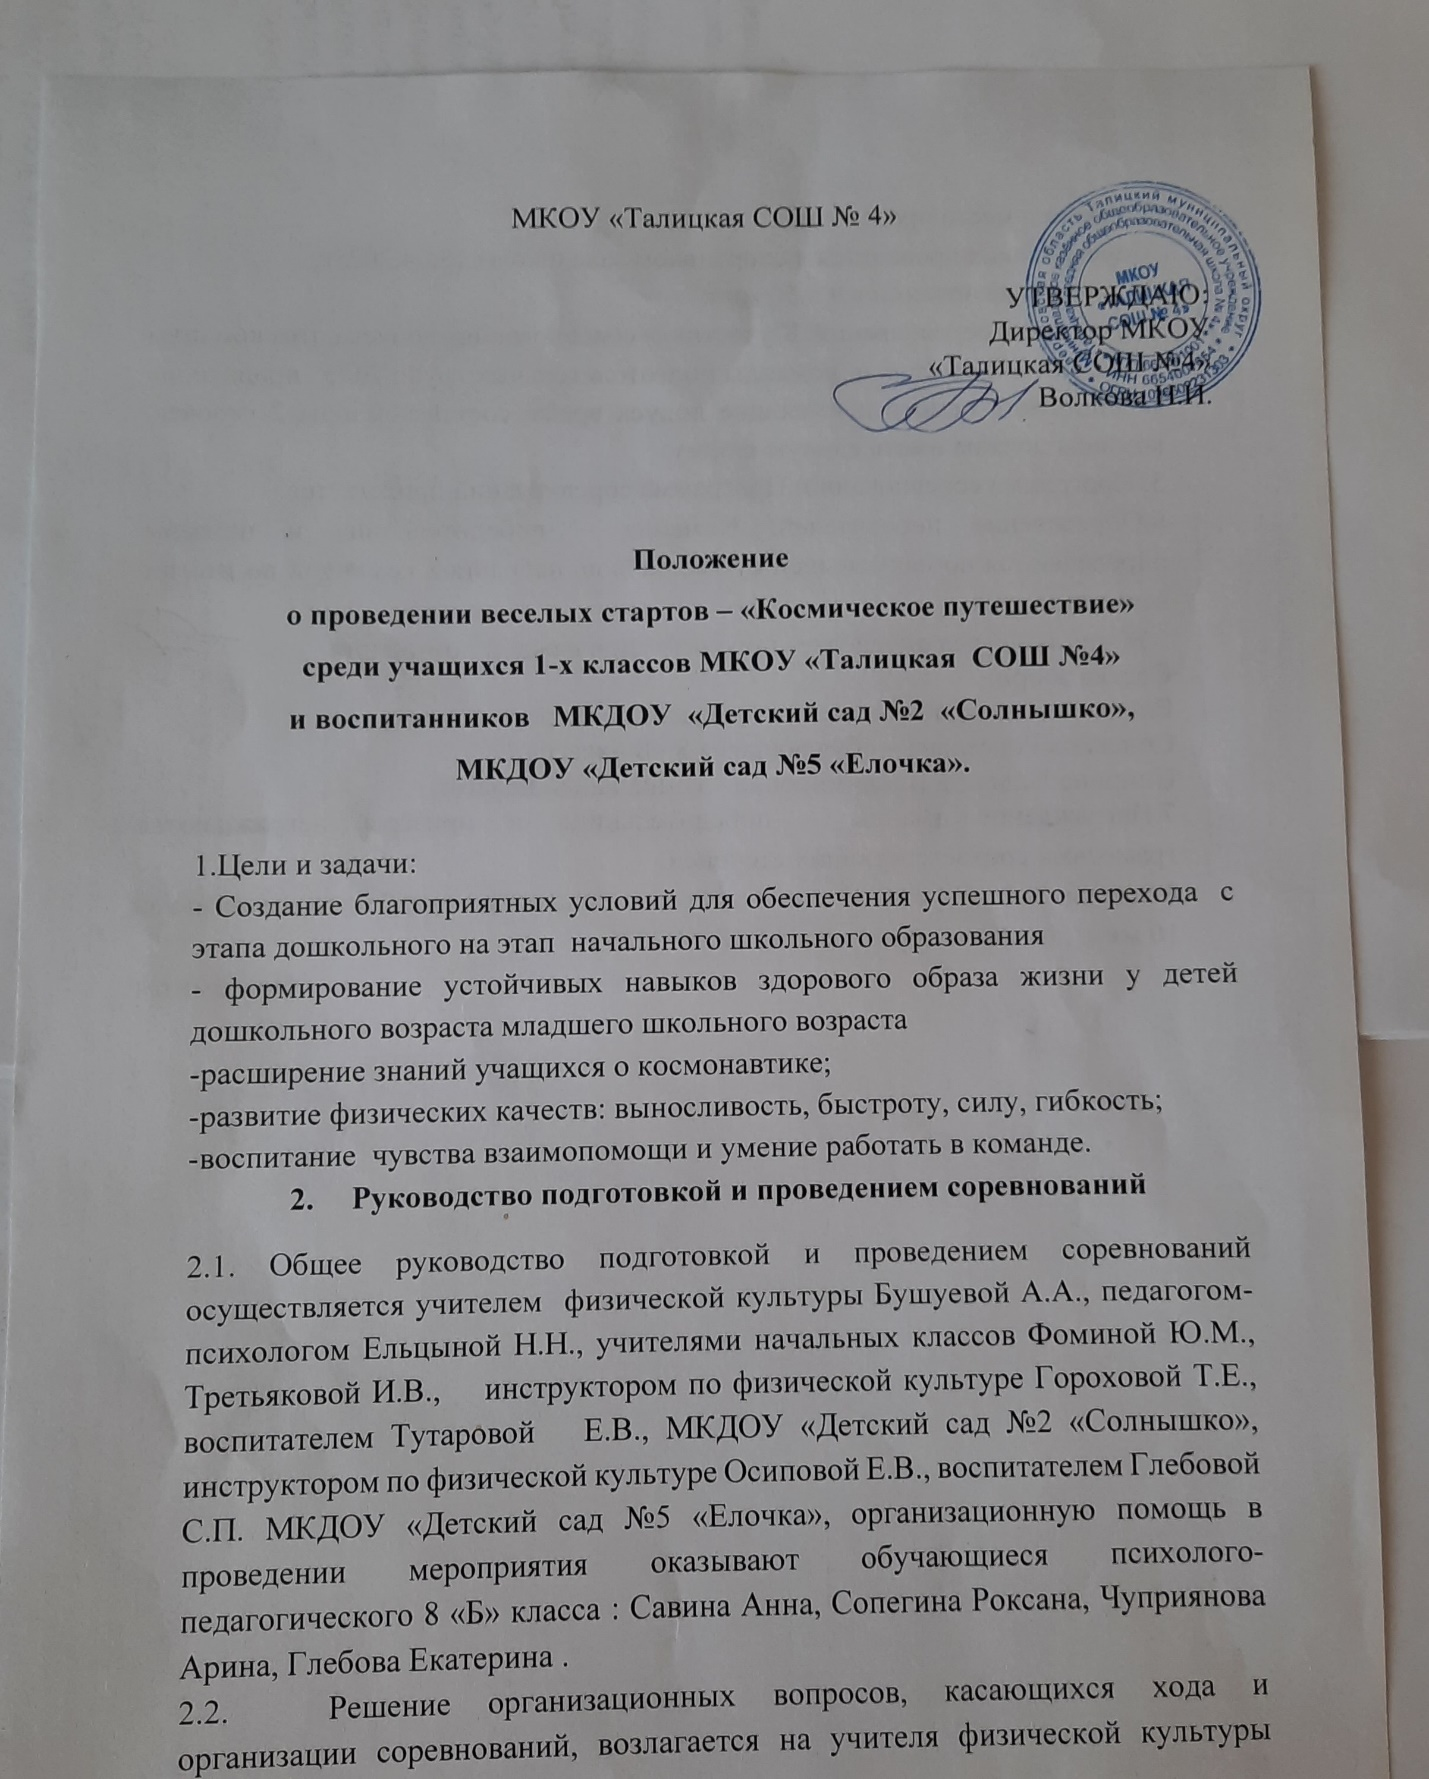 МКОУ «Талицкая СОШ № 4»
МКОУ
«ТАЛИЦКАЯ
СОШ № 4»
УТВЕРЖДАЮ:
Директор МКОУ
«Талицкая СОШ №4»
Волкова Н.И.
Положение
о проведении веселых стартов – «Космическое путешествие»
среди учащихся 1-х классов МКОУ «Талицкая СОШ №4»
и воспитанников МКДОУ «Детский сад №2 «Солнышко»,
МКДОУ «Детский сад №5 «Елочка».
1.Цели и задачи:
- Создание благоприятных условий для обеспечения успешного перехода с
этапа дошкольного на этап начального школьного образования
- формирование устойчивых навыков здорового образа жизни у детей
дошкольного возраста младшего школьного возраста
-расширение знаний учащихся о космонавтике;
-развитие физических качеств: выносливость, быстроту, силу, гибкость;
-воспитание чувства взаимопомощи и умение работать в команде.
2. Руководство подготовкой и проведением соревнований
2.1. Общее руководство подготовкой и проведением соревнований
осуществляется учителем физической культуры Бушуевой А.А., педагогом-
психологом Ельцыной Н.Н., учителями начальных классов Фоминой Ю.М.,
Третьяковой И.В., инструктором по физической культуре Гороховой Т.Е.,
воспитателем Тутаровой Е.В., МКДОУ «Детский сад №2 «Солнышко»,
инструктором по физической культуре Осиповой Е.В., воспитателем Глебовой
С.П. МКДОУ «Детский сад №5 «Елочка», организационную помощь в
проведении мероприятия оказывают обучающиеся психолого-
педагогического 8 «Б» класса : Савина Анна, Сопегина Роксана, Чуприянова
Арина, Глебова Екатерина .
2.2. Решение организационных вопросов, касающихся хода и
организации соревнований, возлагается на учителя физической культуры